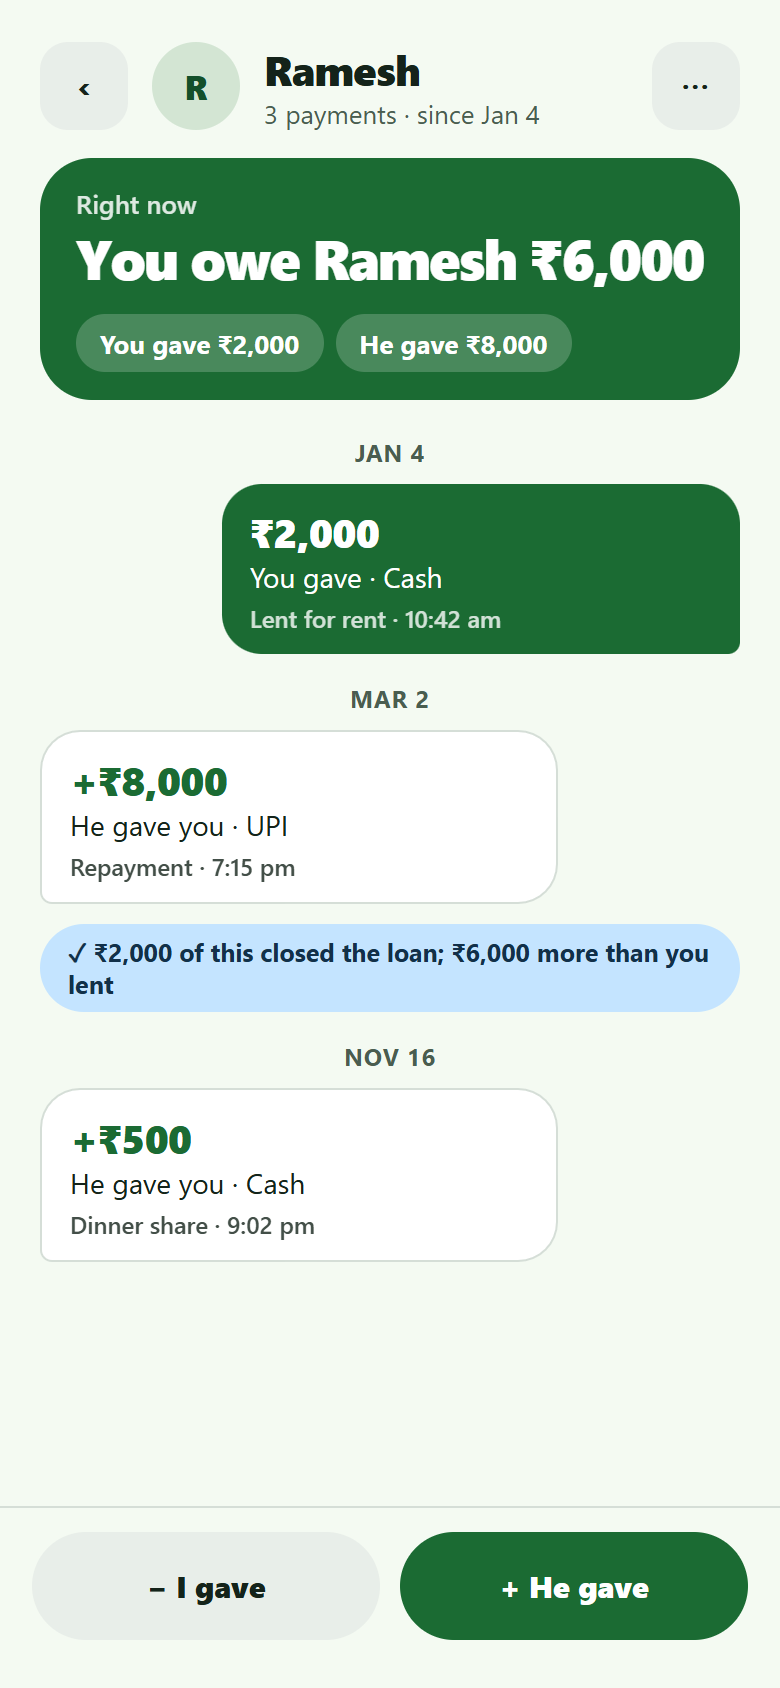 ‹
R
Ramesh
3 payments · since Jan 4
···
Right now
You owe Ramesh ₹6,000
You gave ₹2,000
He gave ₹8,000
JAN 4
₹2,000
You gave · Cash
Lent for rent · 10:42 am
MAR 2
+₹8,000
He gave you · UPI
Repayment · 7:15 pm
✓ ₹2,000 of this closed the loan; ₹6,000 more than you
lent
NOV 16
+₹500
He gave you · Cash
Dinner share · 9:02 pm
− I gave
+ He gave